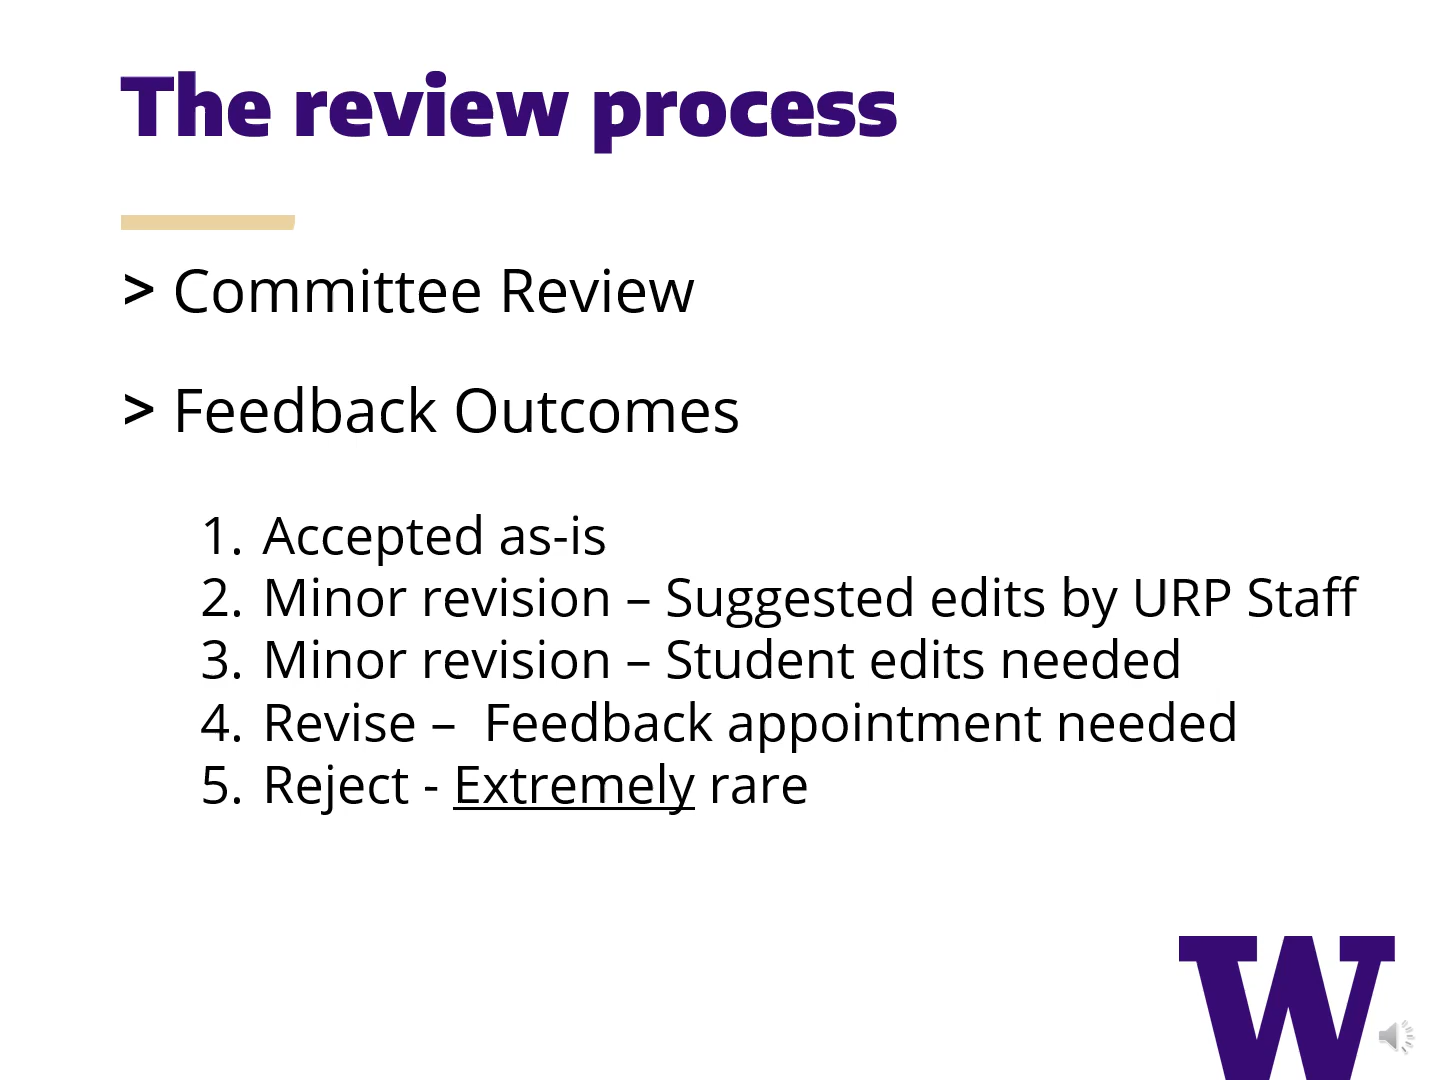 The review process
> Committee Review
> Feedback Outcomes
1. Accepted as-is
2. Minor revision – Suggested edits by URP Staff
3. Minor revision – Student edits needed
4. Revise –  Feedback appointment needed
5. Reject - Extremely rare
W